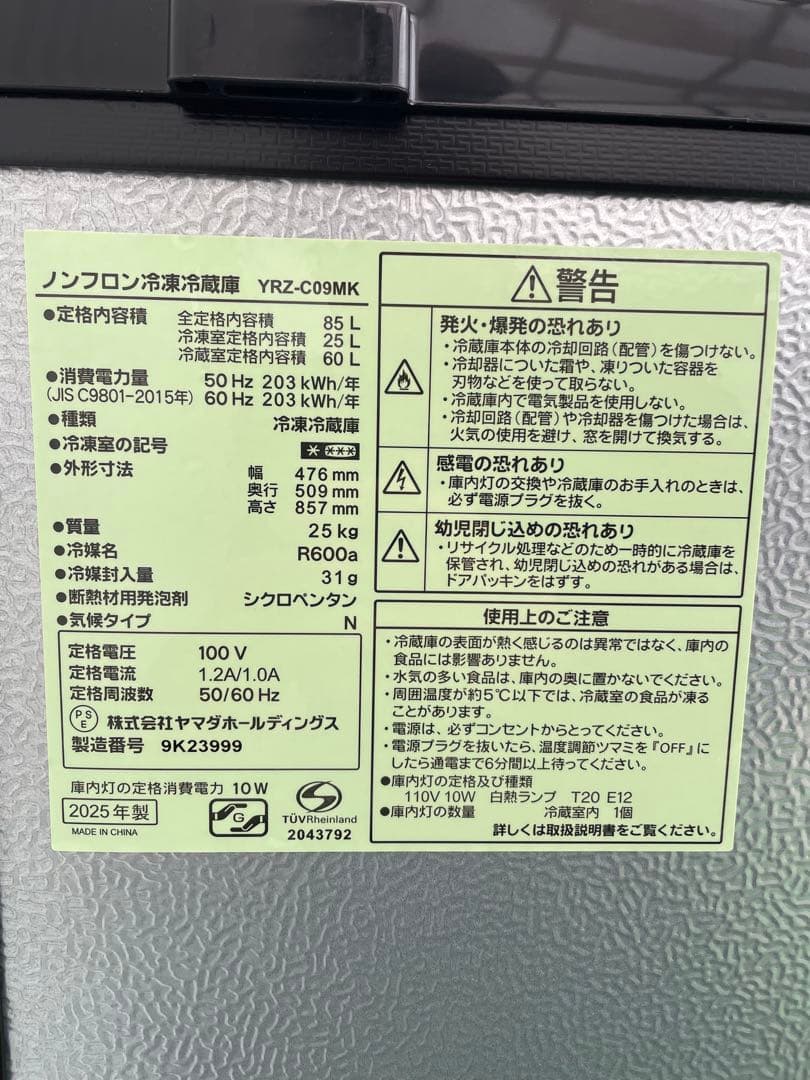 ノンフロン冷凍冷蔵庫 YRZ-C09MK
●定格内容積 全定格内容積 85 L
冷凍室定格内容積 25 L
冷蔵室定格内容積 60 L
●消費電力量 50 Hz 203 kWh/年
(JIS C9801-2015年) 60 Hz 203 kWh/年
●種類 冷凍冷蔵庫
●冷凍室の記号
●外形寸法 幅 476 mm
奥行 509 mm
高さ 857 mm
●質量 25 kg
●冷媒名 R600a
●冷媒封入量 31 g
●断熱材用発泡剤 シクロペンタン
●気候タイプ N
定格電圧 100 V
定格電流 1.2A/1.0A
定格周波数 50/60 Hz
PSE 株式会社ヤマダホールディングス
製造番号 9K23999
庫内灯の定格消費電力 10 W
2025年製
MADE IN CHINA
G
TÜVRheinland
2043792
警告
発火・爆発の恐れあり
・冷蔵庫本体の冷却回路(配管)を傷つけない。
・冷却器についた霜や、凍りついた容器を
刃物などを使って取らない。
・冷蔵庫内で電気製品を使用しない。
・冷却回路(配管)や冷却器を傷つけた場合は、
火気の使用を避け、窓を開けて換気する。
感電の恐れあり
・庫内灯の交換や冷蔵庫のお手入れのときは、
必ず電源プラグを抜く。
幼児閉じ込めの恐れあり
・リサイクル処理などのため一時的に冷蔵庫を
保管され、幼児閉じ込めの恐れがある場合は、
ドアパッキンをはずす。
使用上のご注意
・冷蔵庫の表面が熱く感じるのは異常ではなく、庫内の
食品には影響ありません。
・水気の多い食品は、庫内の奥に置かないでください。
・周囲温度が約5℃以下では、冷蔵室の食品が凍る
ことがあります。
・電源は、必ずコンセントからとってください。
・電源プラグを抜いたら、温度調節ツマミを『OFF』に
したら通電まで6分間以上待ってください。
●庫内灯の定格及び種類
110V 10W 白熱ランプ T20 E12
●庫内灯の数量 冷蔵室内 1個
詳しくは取扱説明書をご覧ください。